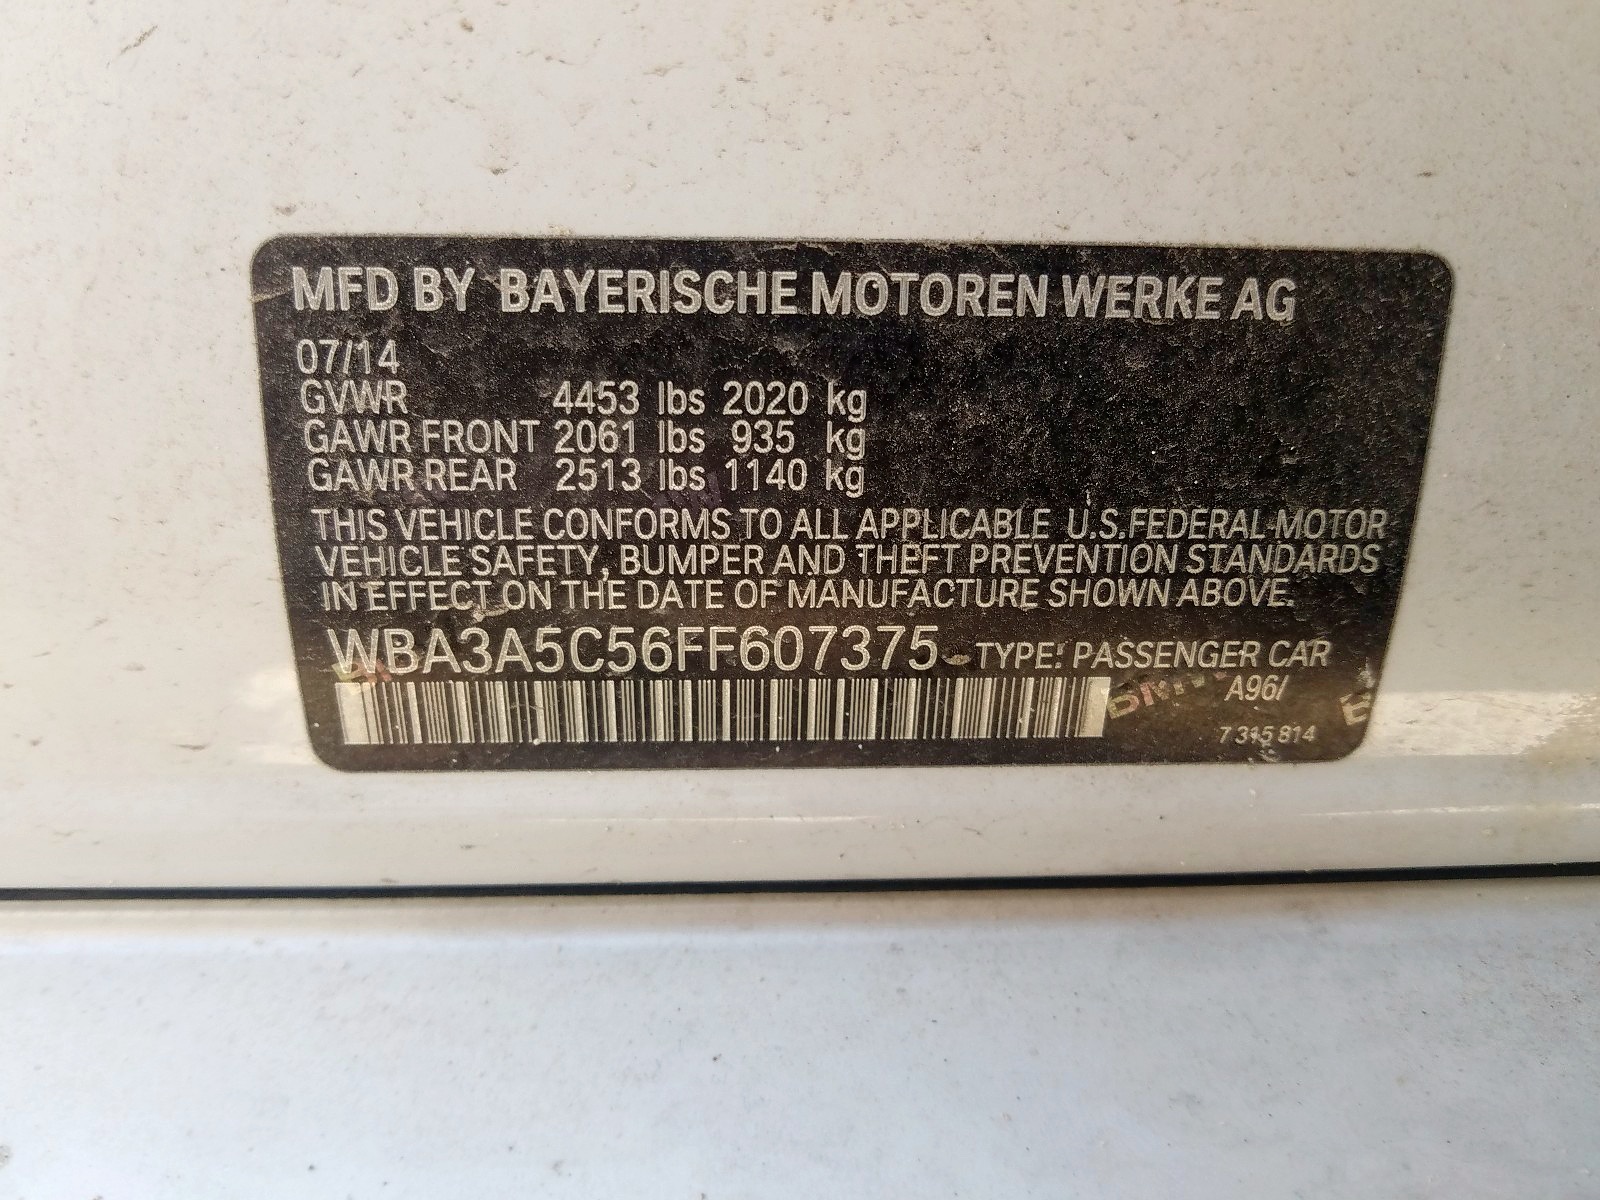 MFD BY BAYERISCHE MOTOREN WERKE AG
07/14
GVWR 4453 lbs 2020 kg
GAWR FRONT 2061 lbs 935 kg
GAWR REAR 2513 lbs 1140 kg
THIS VEHICLE CONFORMS TO ALL APPLICABLE U.S.FEDERAL MOTOR
VEHICLE SAFETY, BUMPER AND THEFT PREVENTION STANDARDS
IN EFFECT ON THE DATE OF MANUFACTURE SHOWN ABOVE.
WBA3A5C56FF607375 TYPE: PASSENGER CAR
A96/
7 315 814